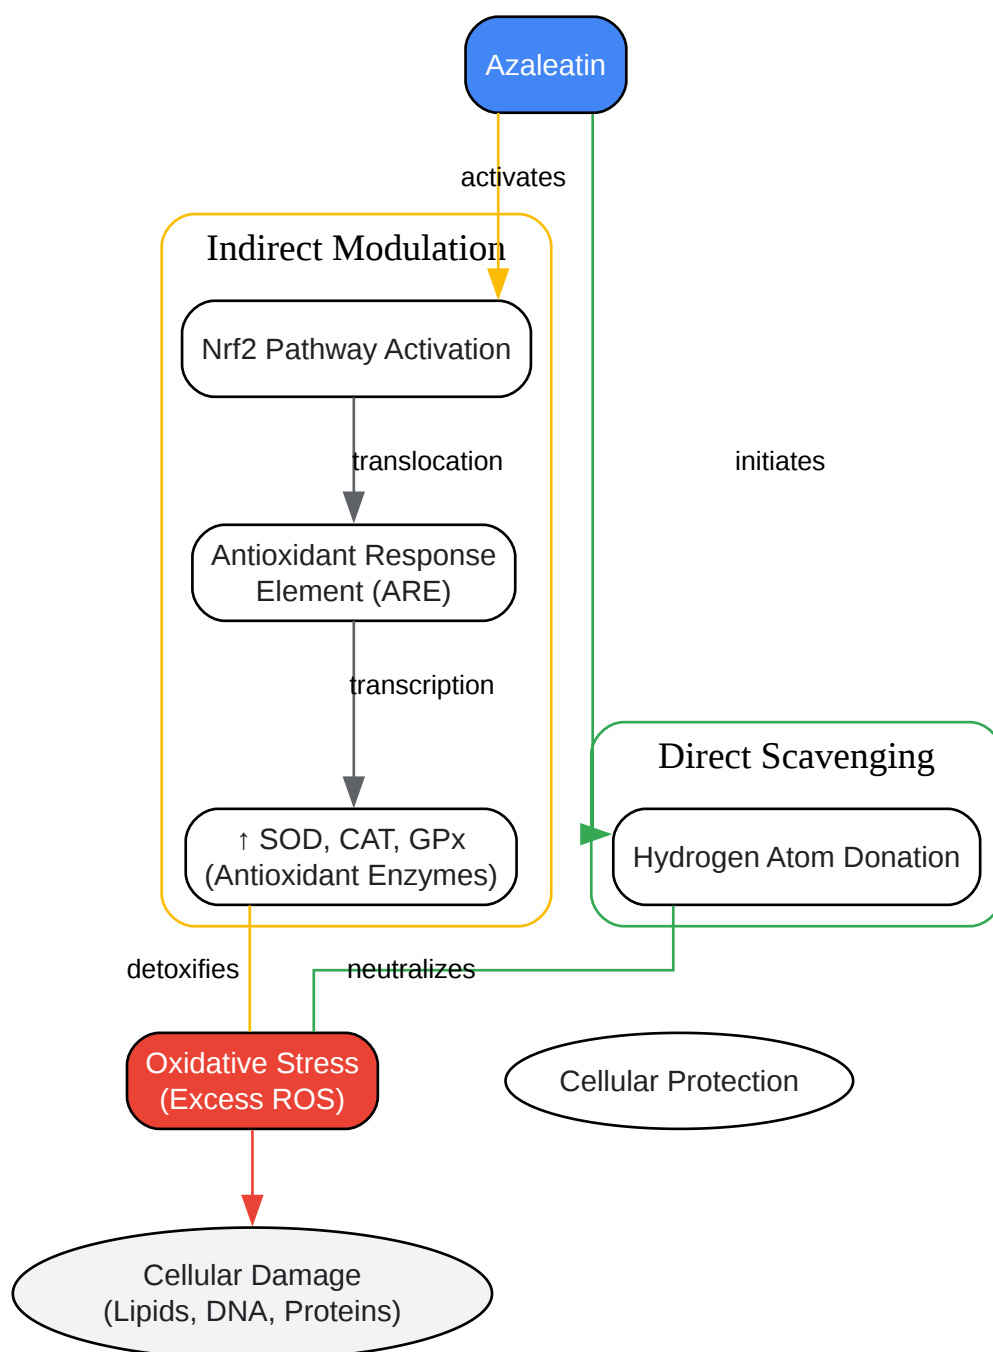 Azaleatin
activates
Indirect Modulation
Nrf2 Pathway Activation
translocation
initiates
Antioxidant Response
Element (ARE)
transcription
Direct Scavenging
↑ SOD, CAT, GPx
(Antioxidant Enzymes)
Hydrogen Atom Donation
detoxifies
neutralizes
Oxidative Stress
(Excess ROS)
Cellular Protection
Cellular Damage
(Lipids, DNA, Proteins)